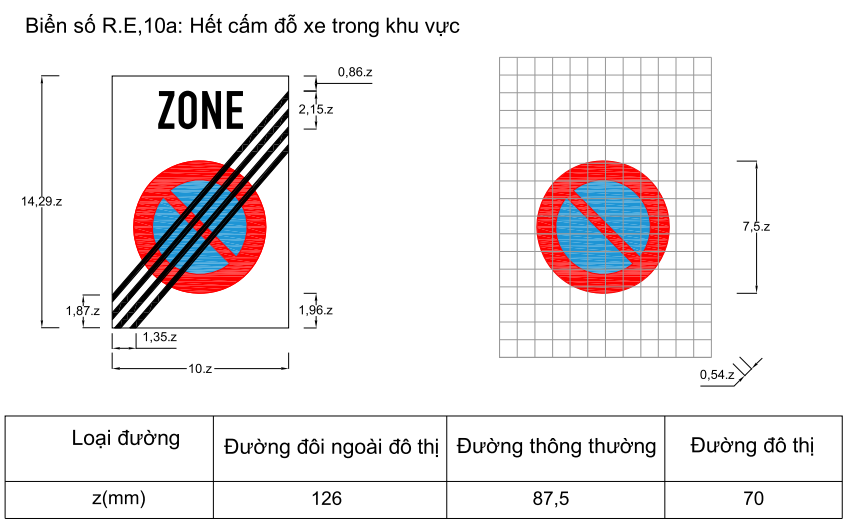 Biển số R.E,10a: Hết cấm đỗ xe trong khu vực
0,86.z
ZONE
2,15.z
14,29.z
7,5.z
1,87.z
1,96.z
1,35.z
10.z
0,54.z
Loại đường Đường đôi ngoài đô thị Đường thông thường Đường đô thị
z(mm) 126 87,5 70